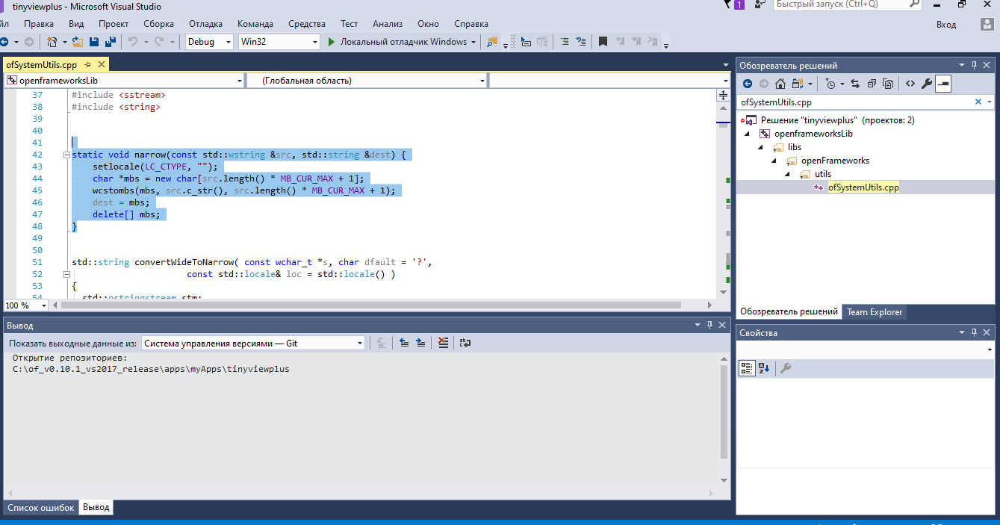 tinyviewplus - Microsoft Visual Studio
1
Быстрый запуск (Ctrl+Q)
йл Правка Вид Проект Сборка Отладка Команда Средства Тест Анализ Окно Справка
Вход
Debug Win32 Локальный отладчик Windows
ofSystemUtils.cpp
openframeworksLib (Глобальная область)
37 #include <sstream>
38 #include <string>
39
40
41
42 static void narrow(const std::wstring &src, std::string &dest) {
43 setlocale(LC_CTYPE, "");
44 char *mbs = new char[src.length() * MB_CUR_MAX + 1];
45 wcstombs(mbs, src.c_str(), src.length() * MB_CUR_MAX + 1);
46 dest = mbs;
47 delete[] mbs;
48 }
49
50
51 std::string convertWideToNarrow( const wchar_t *s, char dfault = '?',
52 const std::locale& loc = std::locale() )
53 {
54 std::ostringstream stm;
100 %
Вывод
Показать выходные данные из: Система управления версиями — Git
Открытие репозиториев:
C:\of_v0.10.1_vs2017_release\apps\myApps\tinyviewplus
Список ошибок Вывод
Обозреватель решений
ofSystemUtils.cpp
Решение "tinyviewplus" (проектов: 2)
openframeworksLib
libs
openFrameworks
utils
ofSystemUtils.cpp
Обозреватель решений Team Explorer
Свойства